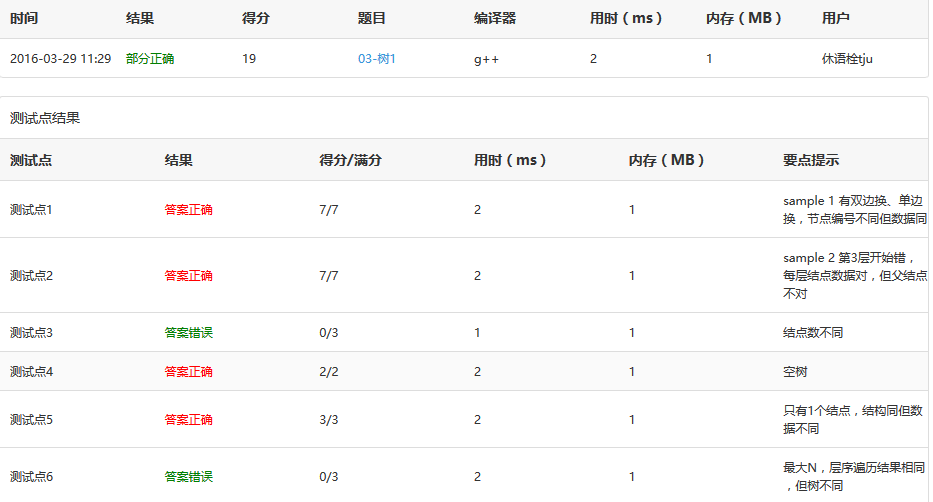 时间 结果 得分 题目 编译器 用时（ms） 内存（MB） 用户
2016-03-29 11:29 部分正确 19 03-树1 g++ 2 1 休语栓tju
测试点结果
测试点 结果 得分/满分 用时（ms） 内存（MB） 要点提示
测试点1 答案正确 7/7 2 1 sample 1 有双边换、单边
换，节点编号不同但数据同
测试点2 答案正确 7/7 2 1 sample 2 第3层开始错，
每层结点数据对，但父结点
不对
测试点3 答案错误 0/3 1 1 结点数不同
测试点4 答案正确 2/2 2 1 空树
测试点5 答案正确 3/3 2 1 只有1个结点，结构同但数
据不同
测试点6 答案错误 0/3 2 1 最大N，层序遍历结果相同
，但树不同